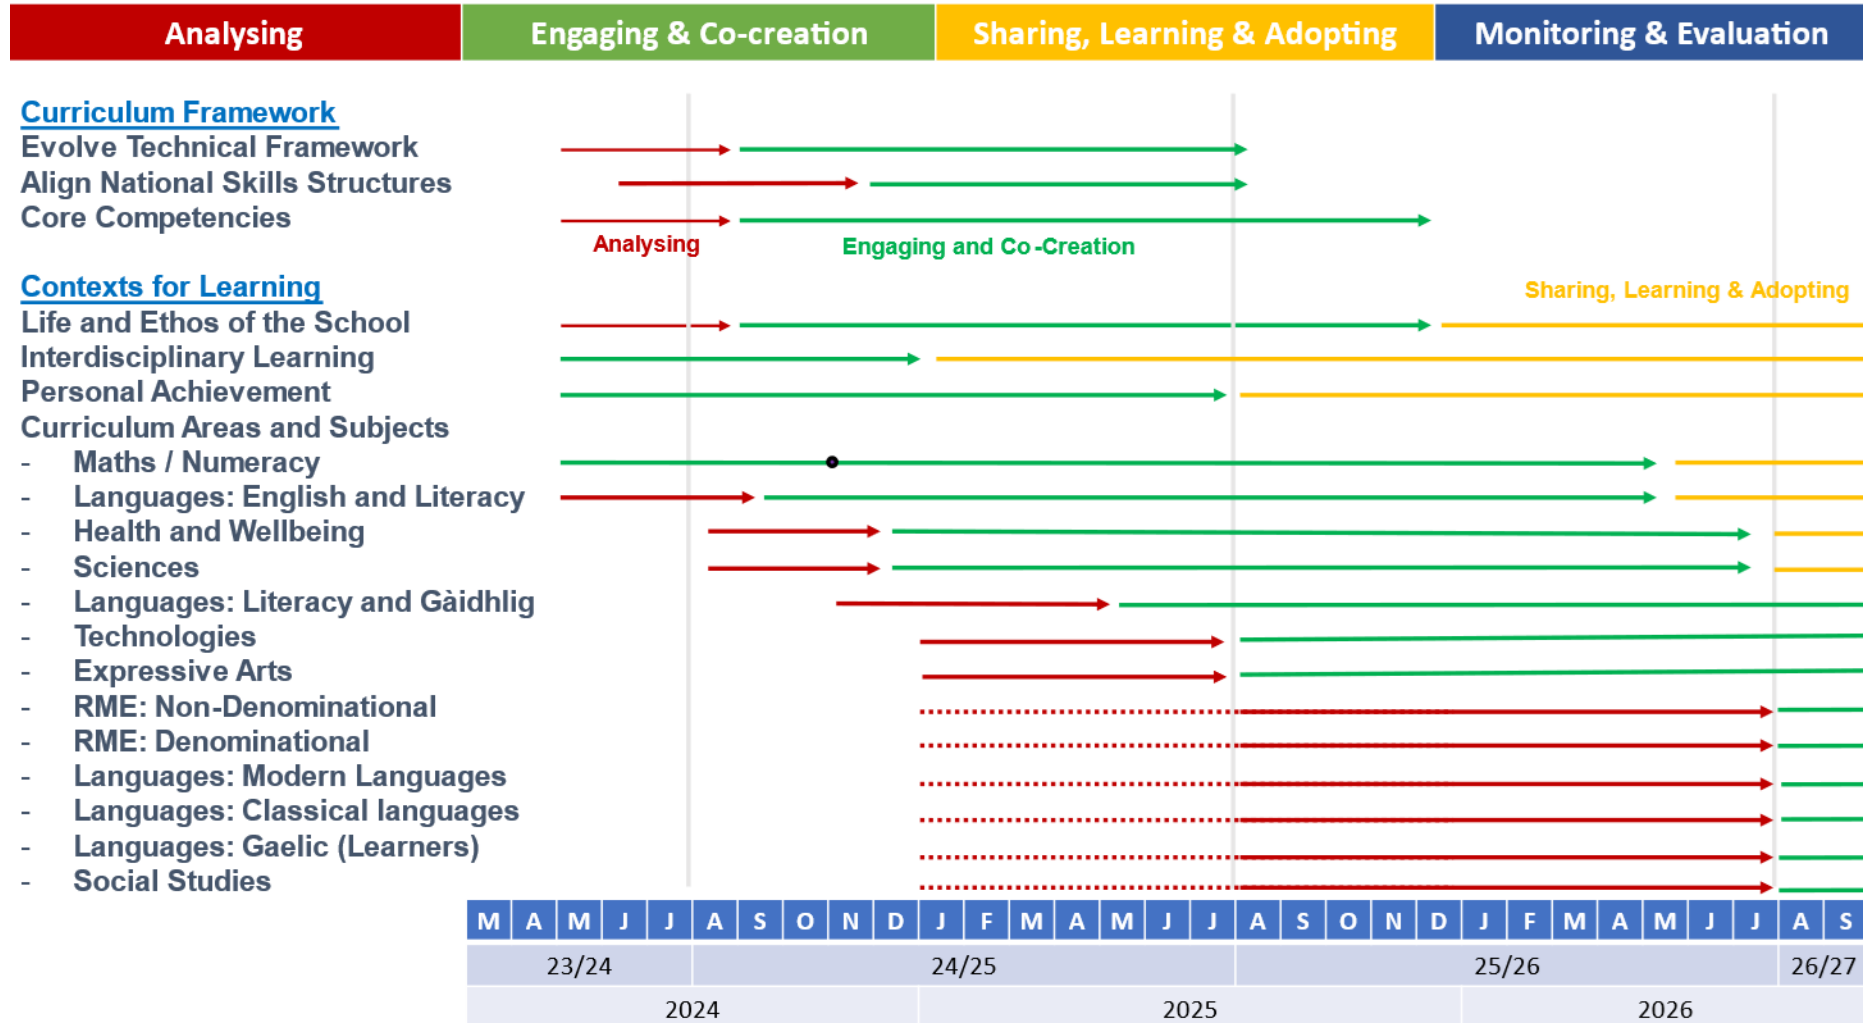 Analysing Engaging & Co-creation Sharing, Learning & Adopting Monitoring & Evaluation
Curriculum Framework
Evolve Technical Framework
Align National Skills Structures
Core Competencies
Analysing Engaging and Co-Creation
Contexts for Learning
Sharing, Learning & Adopting
Life and Ethos of the School
Interdisciplinary Learning
Personal Achievement
Curriculum Areas and Subjects
- Maths / Numeracy
- Languages: English and Literacy
- Health and Wellbeing
- Sciences
- Languages: Literacy and Gàidhlig
- Technologies
- Expressive Arts
- RME: Non-Denominational
- RME: Denominational
- Languages: Modern Languages
- Languages: Classical languages
- Languages: Gaelic (Learners)
- Social Studies
M A M J J A S O N D J F M A M J J A S O N D J F M A M J J A S
23/24 24/25 25/26 26/27
2024 2025 2026